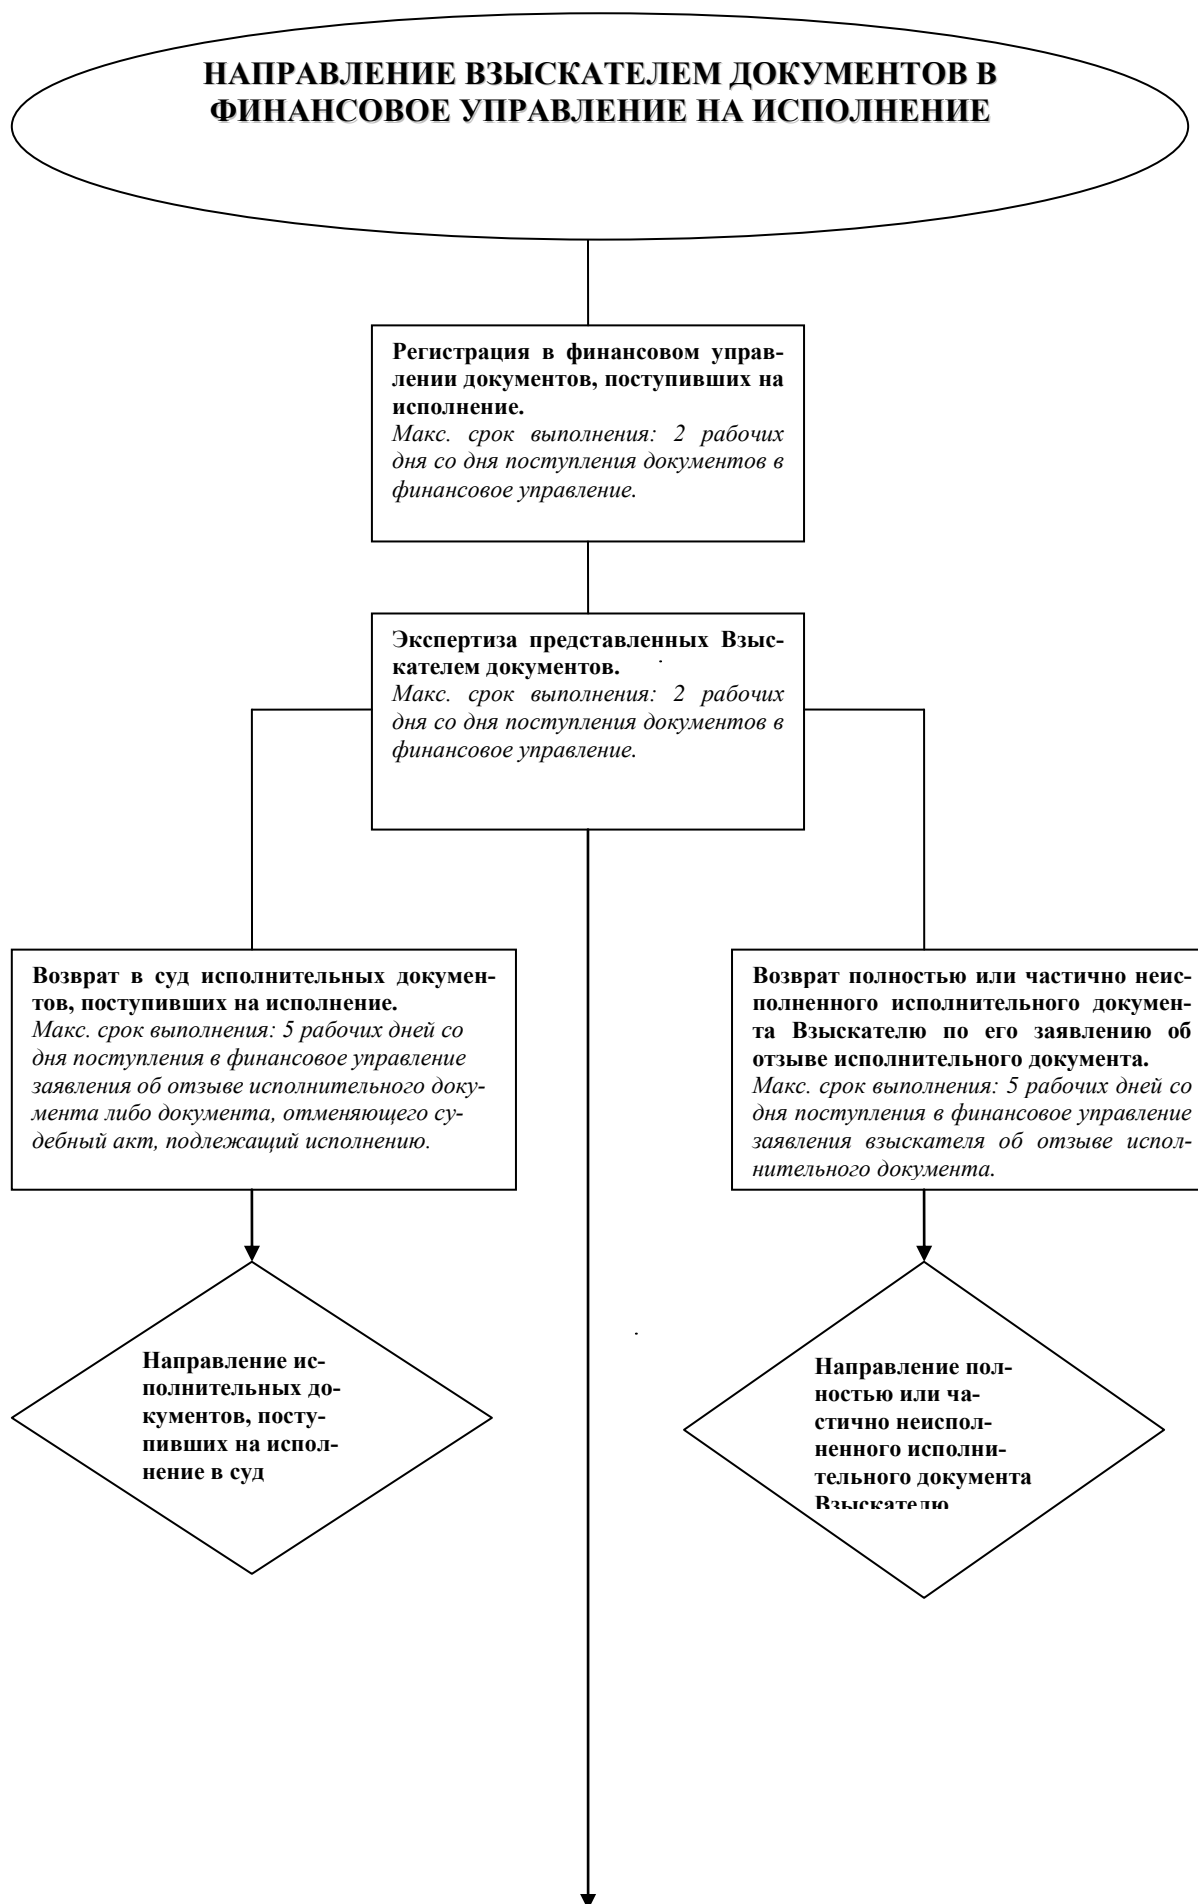 НАПРАВЛЕНИЕ ВЗЫСКАТЕЛЕМ ДОКУМЕНТОВ В
ФИНАНСОВОЕ УПРАВЛЕНИЕ НА ИСПОЛНЕНИЕ
Регистрация в финансовом управ-
лении документов, поступивших на
исполнение.
Макс. срок выполнения: 2 рабочих
дня со дня поступления документов в
финансовое управление.
Экспертиза представленных Взыс-
кателем документов.
Макс. срок выполнения: 2 рабочих
дня со дня поступления документов в
финансовое управление.
Возврат в суд исполнительных докумен-
тов, поступивших на исполнение.
Макс. срок выполнения: 5 рабочих дней со
дня поступления в финансовое управление
заявления об отзыве исполнительного доку-
мента либо документа, отменяющего су-
дебный акт, подлежащий исполнению.
Возврат полностью или частично неис-
полненного исполнительного докумен-
та Взыскателю по его заявлению об
отзыве исполнительного документа.
Макс. срок выполнения: 5 рабочих дней со
дня поступления в финансовое управление
заявления взыскателя об отзыве испол-
нительного документа.
Направление ис-
полнительных до-
кументов, посту-
пивших на испол-
нение в суд
Направление пол-
ностью или ча-
стично неиспол-
ненного исполни-
тельного документа
Взыскателю